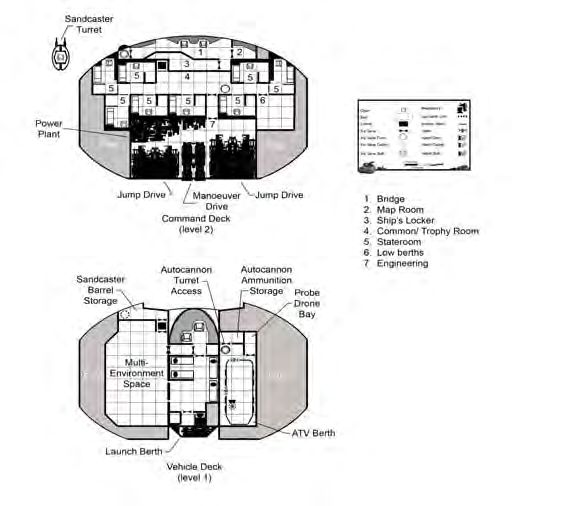 Sandcaster
Turret
1
2
3
5
5
4
5
5
5
5
5
5
5
5
6
7
Power
Plant
Jump Drive
Manoeuver
Drive
Jump Drive
Command Deck
(level 2)
1. Bridge
2. Map Room
3. Ship's Locker
4. Common/ Trophy Room
5. Stateroom
6. Low berths
7 Engineering
Sandcaster
Barrel
Storage
Autocannon
Turret
Access
Autocannon
Ammunition
Storage
Probe
Drone
Bay
Multi-
Environment
Space
ATV Berth
Launch Berth
Vehicle Deck
(level 1)